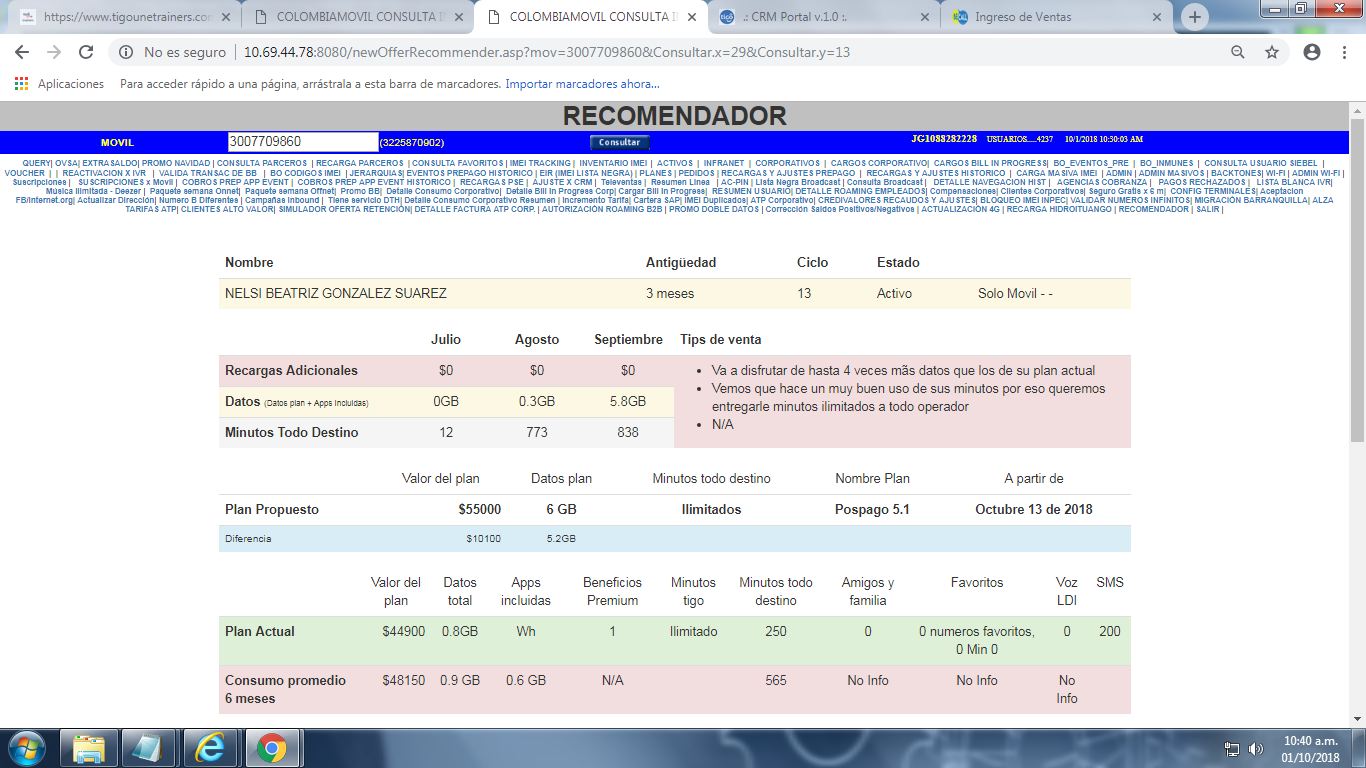 https://www.tigounetrainers.con
COLOMBIAMOVIL CONSULTA I
COLOMBIAMOVIL CONSULTA I
.: CRM Portal v.1.0 :.
Ingreso de Ventas
No es seguro | 10.69.44.78:8080/newOfferRecommender.asp?mov=3007709860&Consultar.x=29&Consultar.y=13
Aplicaciones Para acceder rápido a una página, arrástrala a esta barra de marcadores. Importar marcadores ahora...
RECOMENDADOR
MOVIL 3007709860 (3225870902) Consultar JG1088282228 USUARIOS....4237 10/1/2018 10:30:03 AM
QUERY| OVSA| EXTRASALDO| PROMO NAVIDAD | CONSULTA PARCEROS | RECARGA PARCEROS | CONSULTA FAVORITOS | IMEI TRACKING | INVENTARIO IMEI | ACTIVOS | INFRANET | CORPORATIVOS | CARGOS CORPORATIVO| CARGOS BILL IN PROGRESS| BO_EVENTOS_PRE | BO_INMUNES | CONSULTA USUARIO SIEBEL |
VOUCHER | | REACTIVACION X IVR | VALIDA TRANSAC DE BB | BO CODIGOS IMEI | JERARQUIAS| EVENTOS PREPAGO HISTORICO | EIR (IMEI LISTA NEGRA) | PLANES | PEDIDOS | RECARGAS Y AJUSTES PREPAGO | RECARGAS Y AJUSTES HISTORICO | CARGA MASIVA IMEI | ADMIN | ADMIN MASIVOS | BACKTONES| WI-FI | ADMIN WI-FI |
Suscripciones | SUSCRIPCIONES x Movil | COBROS PREP APP EVENT | COBROS PREP APP EVENT HISTORICO | RECARGAS PSE | AJUSTE X CRM | Televentas | Resumen Linea | AC-PIN | Lista Negra Broadcast | Consulta Broadcast | DETALLE NAVEGACION HIST | AGENCIAS COBRANZA | PAGOS RECHAZADOS | LISTA BLANCA IVR|
Musica Ilimitada - Deezer | Paquete semana Onnet| Paquete semana Offnet| Promo BB| Detalle Csumo Corporativo| Detalle Bill In Progress Corp| Cargar Bill In Progress| RESUMEN USUARIO| DETALLE ROAMING EMPLEADOS| Compensaciones| Clientes Corporativos| Seguro Gratis x 6 m| CONFIG TERMINALES| Aceptacion
FB/Internet.org| Actualizar Dirección| Numero B Diferentes | Campañas Inbound | Tiene servicio DTH| Detalle Consumo Corporativo Resumen | Incremento Tarifa| Cartera SAP| IMEI Duplicados| ATP Corporativo| CREDIVALORES RECAUDOS Y AJUSTES| BLOQUEO IMEI INPEC| VALIDAR NUMEROS INFINITOS| MIGRACIÓN BARRANQUILLA| ALZA
TARIFAS ATP| CLIENTES ALTO VALOR| SIMULADOR OFERTA RETENCIÓN| DETALLE FACTURA ATP CORP. | AUTORIZACIÓN ROAMING B2B | PROMO DOBLE DATOS | Corrección Saldos Positivos/Negativos | ACTUALIZACIÓN 4G | RECARGA HIDROITUANGO | RECOMENDADOR | SALIR |
Nombre Antigüedad Ciclo Estado
NELSI BEATRIZ GONZALEZ SUAREZ 3 meses 13 Activo Solo Movil - -
Julio Agosto Septiembre Tips de venta
Recargas Adicionales $0 $0 $0
Datos (Datos plan + Apps Incluidas) 0GB 0.3GB 5.8GB
Minutos Todo Destino 12 773 838
• Va a disfrutar de hasta 4 veces mãs datos que los de su plan actual
• Vemos que hace un muy buen uso de sus minutos por eso queremos
entregarle minutos ilimitados a todo operador
• N/A
Valor del plan Datos plan Minutos todo destino Nombre Plan A partir de
Plan Propuesto $55000 6 GB Ilimitados Pospago 5.1 Octubre 13 de 2018
Diferencia $10100 5.2GB
Valor del plan Datos total Apps incluidas Beneficios Premium Minutos tigo Minutos todo destino Amigos y familia Favoritos Voz LDI SMS
Plan Actual $44900 0.8GB Wh 1 Ilimitado 250 0 0 numeros favoritos, 0 Min 0 0 200
Consumo promedio 6 meses $48150 0.9 GB 0.6 GB N/A 565 No Info No Info No Info
10:40 a.m.
01/10/2018